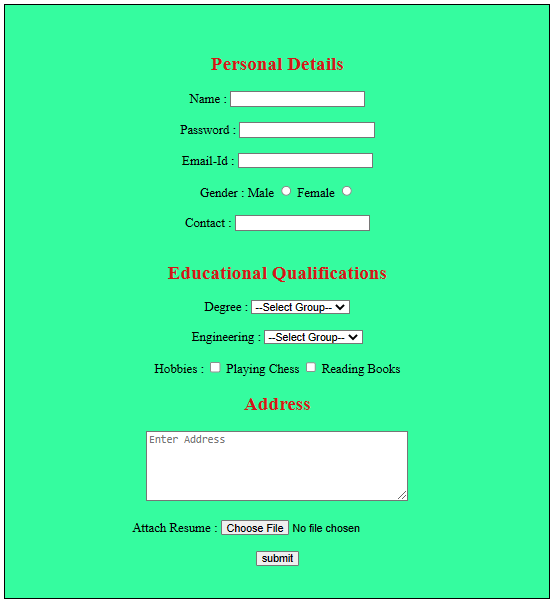 Personal Details
Name :
Password :
Email-Id :
Gender : Male Female
Contact :
Educational Qualifications
Degree : --Select Group--
Engineering : --Select Group--
Hobbies : Playing Chess Reading Books
Address
Enter Address
Attach Resume : Choose File No file chosen
submit